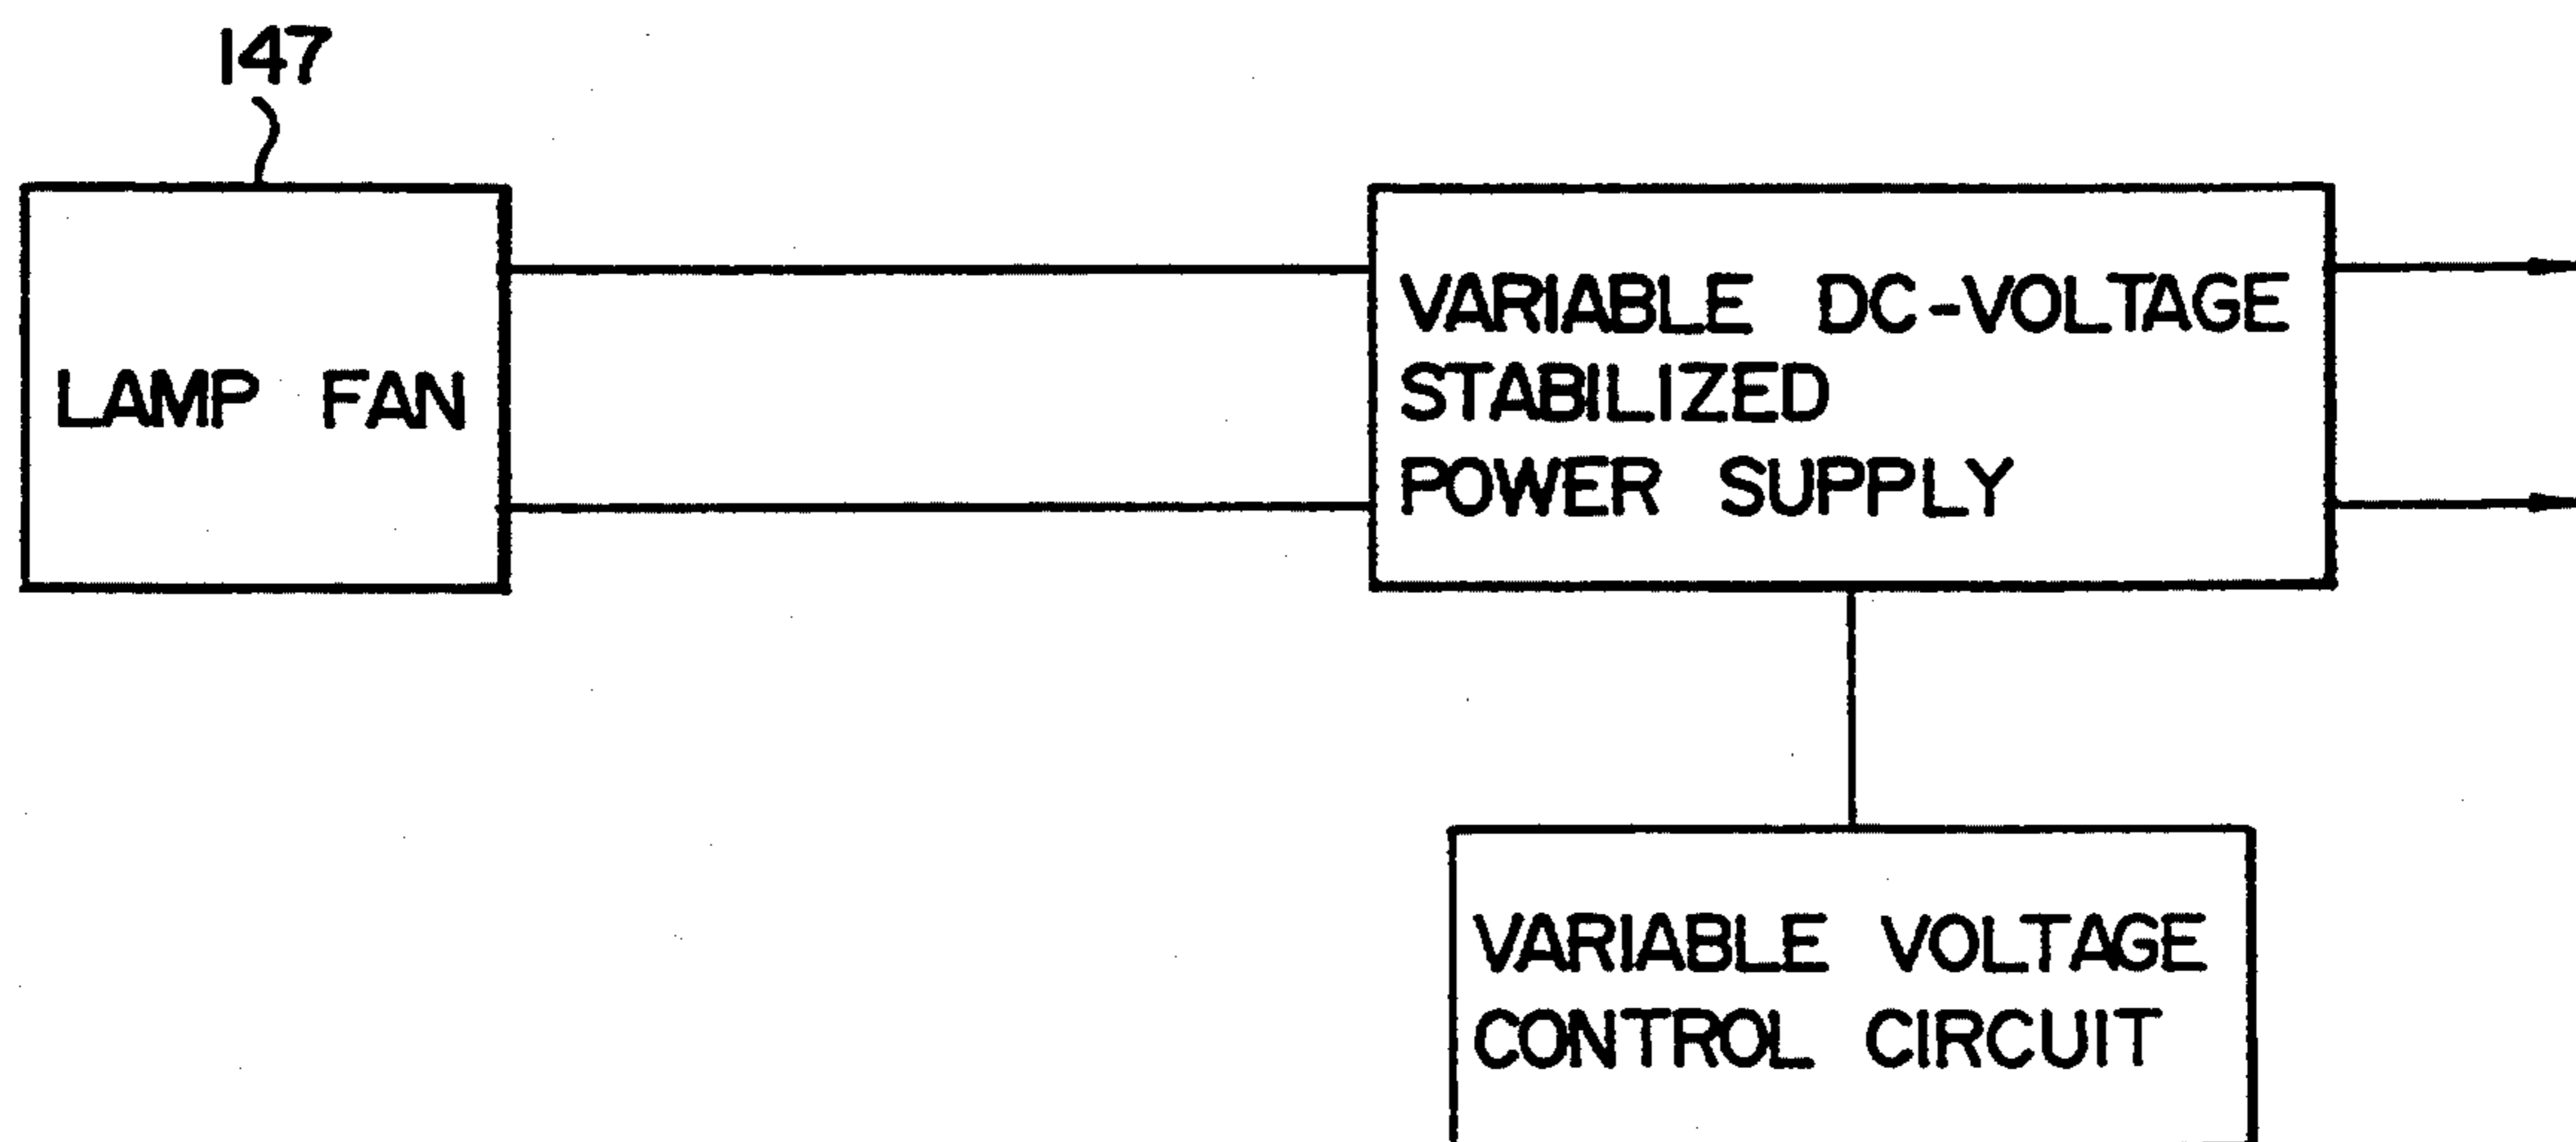 147
LAMP FAN
VARIABLE DC-VOLTAGE
STABILIZED
POWER SUPPLY
VARIABLE VOLTAGE
CONTROL CIRCUIT